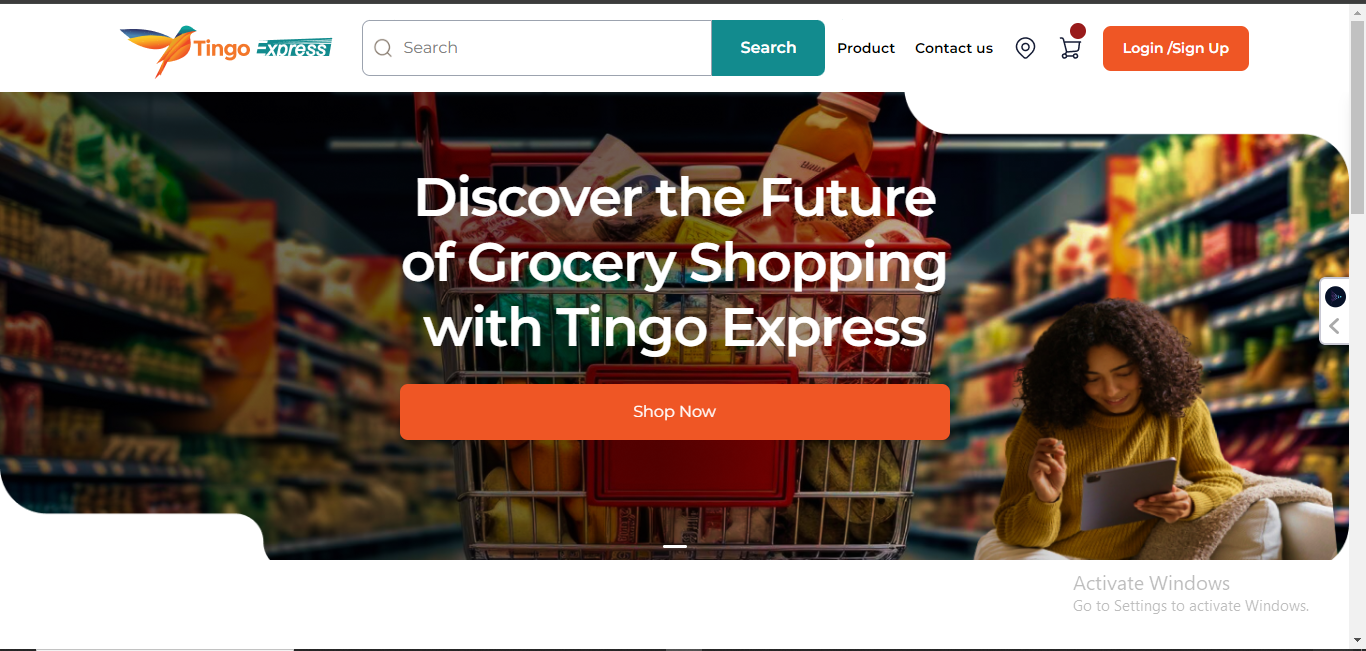 Tingo Express
Search
Search
Product
Contact us
Login /Sign Up
Discover the Future
of Grocery Shopping
with Tingo Express
Shop Now
Activate Windows
Go to Settings to activate Windows.